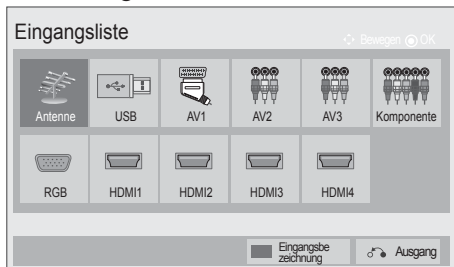 Eingangsliste
Bewegen OK
Antenne USB AV1 AV2 AV3 Komponente
RGB HDMI1 HDMI2 HDMI3 HDMI4
Eingangsbe
zeichnung
Ausgang